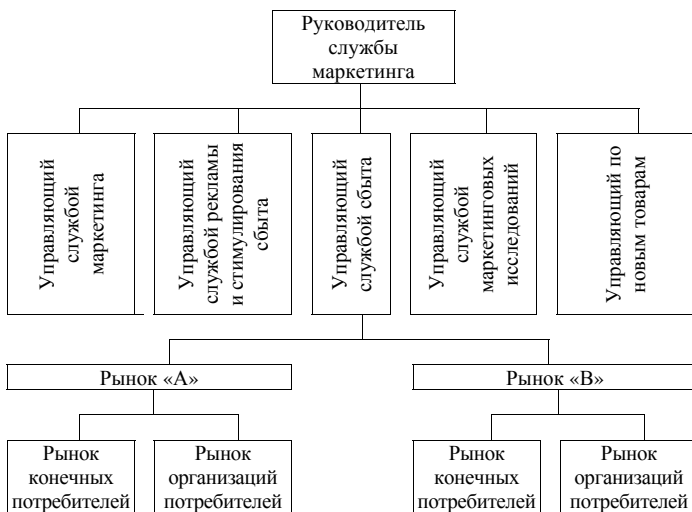 Руководитель
службы
маркетинга
Управляющий
службой
маркетинга
Управляющий
службой рекламы
и стимулирования
сбыта
Управляющий
службой сбыта
Управляющий
службой
маркетинговых
исследований
Управляющий по
новым товарам
Рынок «А»
Рынок «В»
Рынок
конечных
потребителей
Рынок
организаций
потребителей
Рынок
конечных
потребителей
Рынок
организаций
потребителей